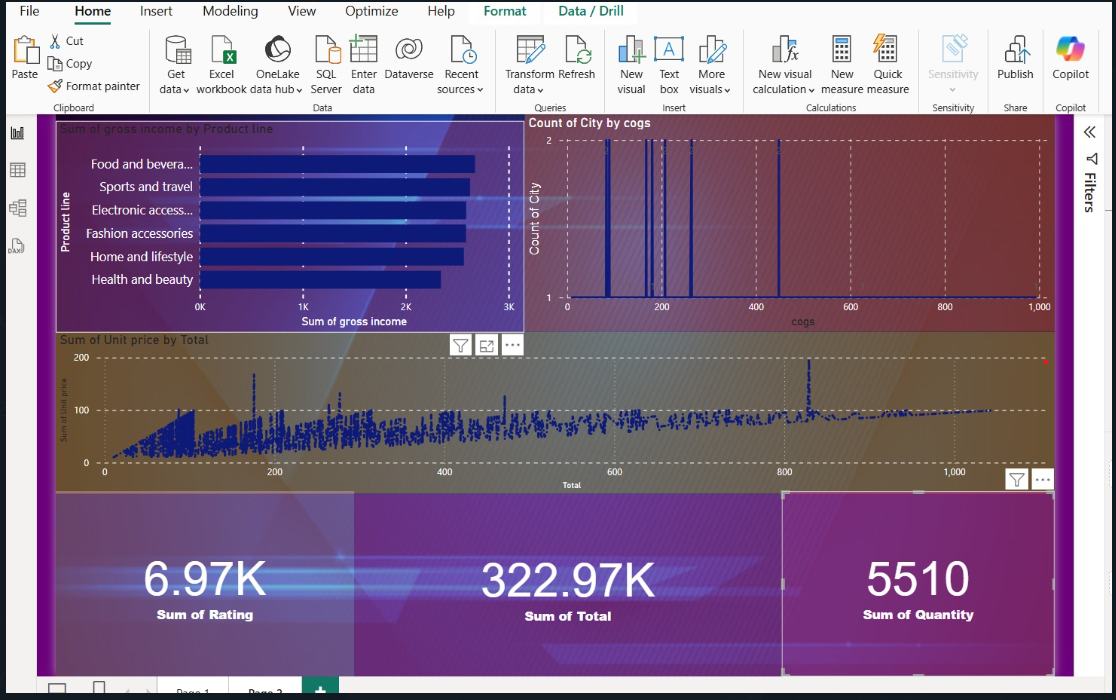 File Home Insert Modeling View Optimize Help Format Data / Drill
Paste
Cut
Copy
Format painter
Clipboard
Get data
Excel workbook
OneLake data hub
SQL Server
Enter data
Dataverse
Recent sources
Data
Transform data
Refresh
Queries
New visual
Text box
More visuals
Insert
New visual calculation
New measure
Quick measure
Calculations
Sensitivity
Sensitivity
Publish
Share
Copilot
Copilot
DAX
Filters
Sum of gross income by Product line
Product line
Food and bevera...
Sports and travel
Electronic access...
Fashion accessories
Home and lifestyle
Health and beauty
0K 1K 2K 3K
Sum of gross income
Count of City by cogs
Count of City
2
1
0 200 400 600 800 1,000
cogs
Sum of Unit price by Total
Sum of Unit price
200
100
0
0 200 400 600 800 1,000
Total
6.97K
Sum of Rating
322.97K
Sum of Total
5510
Sum of Quantity
Page 1 Page 2